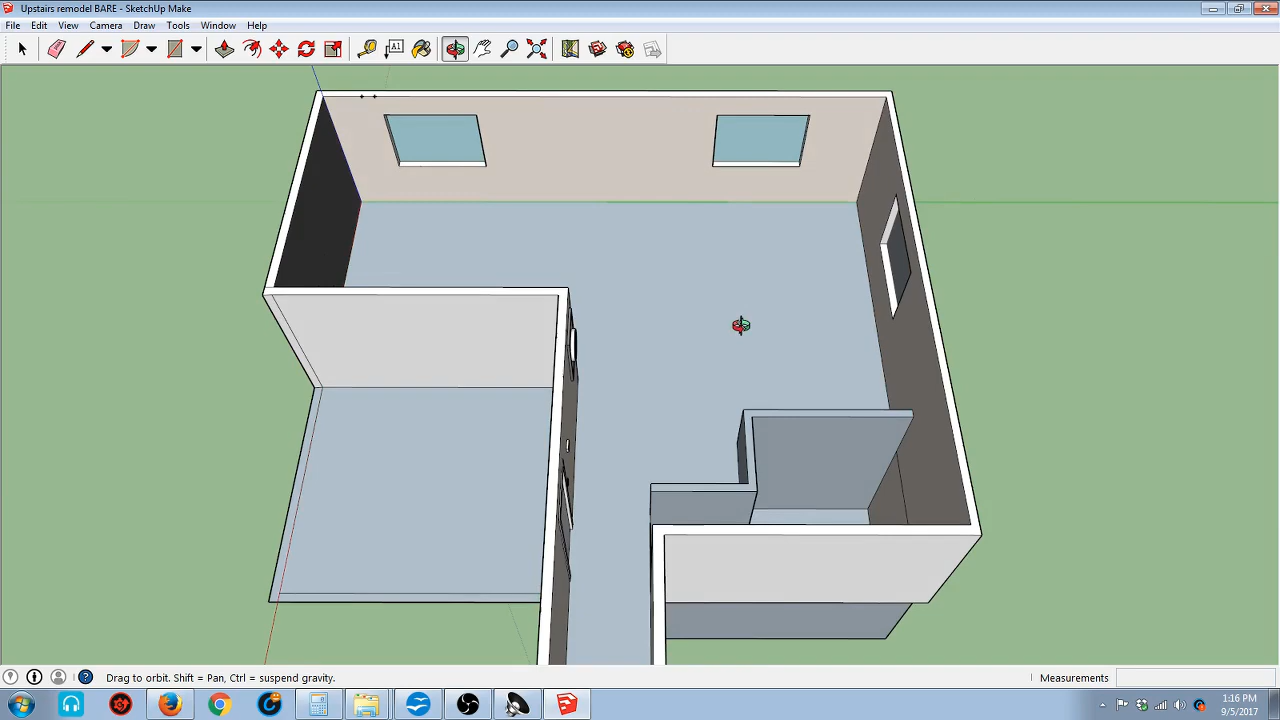 Upstairs remodel BARE - SketchUp Make
File Edit View Camera Draw Tools Window Help
A1
Drag to orbit. Shift = Pan, Ctrl = suspend gravity.
Measurements
1:16 PM
9/5/2017